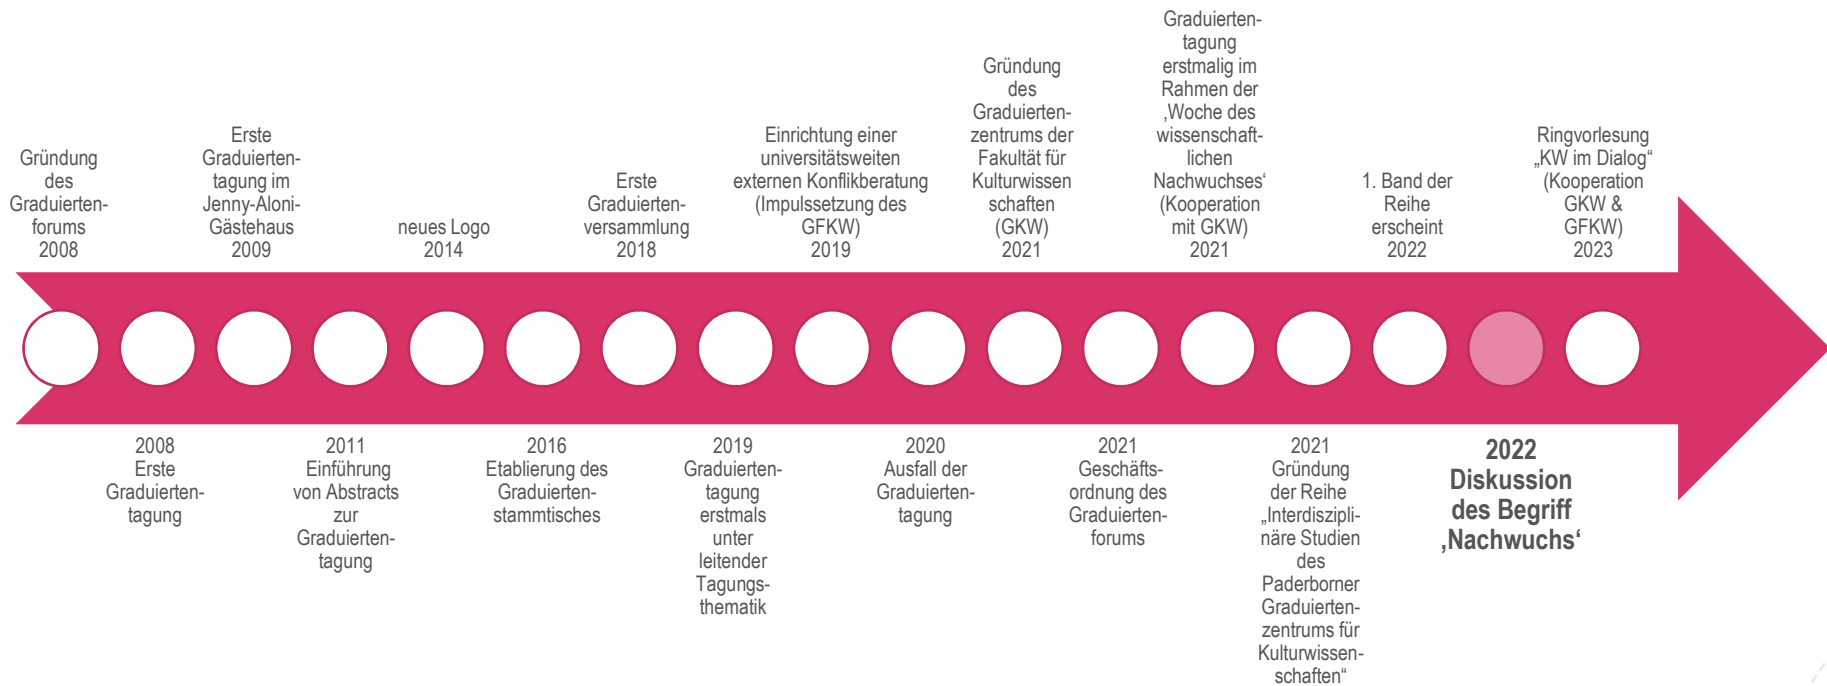 Gründung
des
Graduierten-
forums
2008
Erste
Graduierten-
tagung im
Jenny-Aloni-
Gästehaus
2009
neues Logo
2014
Erste
Graduierten-
versammlung
2018
Einrichtung einer
universitätsweiten
externen Konflikberatung
(Impulssetzung des
GFKW)
2019
Gründung
des
Graduierten-
zentrums der
Fakultät für
Kulturwissen
schaften
(GKW)
2021
Graduierten-
tagung
erstmalig im
Rahmen der
‚Woche des
wissenschaft-
lichen
Nachwuchses‘
(Kooperation
mit GKW)
2021
1. Band der
Reihe
erscheint
2022
Ringvorlesung
„KW im Dialog“
(Kooperation
GKW &
GFKW)
2023
2008
Erste
Graduierten-
tagung
2011
Einführung
von Abstracts
zur
Graduierten-
tagung
2016
Etablierung des
Graduierten-
stammtisches
2019
Graduierten-
tagung
erstmals
unter
leitender
Tagungs-
thematik
2020
Ausfall der
Graduierten-
tagung
2021
Geschäfts-
ordnung des
Graduierten-
forums
2021
Gründung
der Reihe
„Interdiszipli-
näre Studien
des
Paderborner
Graduierten-
zentrums für
Kulturwissen-
schaften“
2022
Diskussion
des Begriff
‚Nachwuchs‘